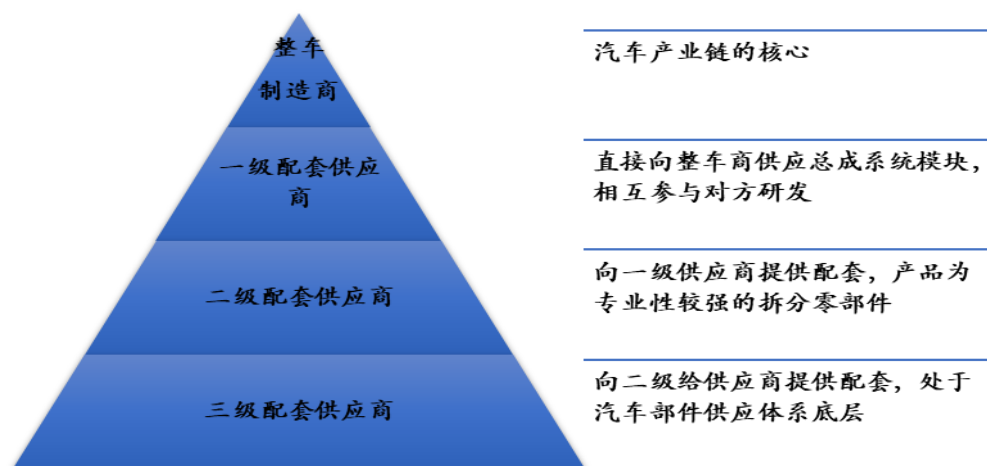 整车
制造商
汽车产业链的核心
一级配套供应
商
直接向整车商供应总成系统模块，
相互参与对方研发
二级配套供应商
向一级供应商提供配套，产品为
专业性较强的拆分零部件
三级配套供应商
向二级给供应商提供配套，处于
汽车部件供应体系底层